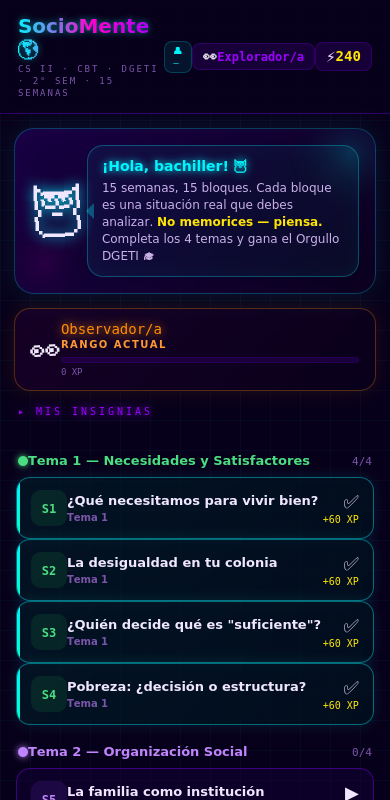 SocioMente
CS II · CBT · DGETI
· 2° SEM · 15
SEMANAS
—
Explorador/a
⚡240
¡Hola, bachiller!
15 semanas, 15 bloques. Cada bloque
es una situación real que debes
analizar. No memorices — piensa.
Completa los 4 temas y gana el Orgullo
DGETI
Observador/a
RANGO ACTUAL
0 XP
▸ MIS INSIGNIAS
Tema 1 — Necesidades y Satisfactores 4/4
S1 ¿Qué necesitamos para vivir bien?
Tema 1 +60 XP
S2 La desigualdad en tu colonia
Tema 1 +60 XP
S3 ¿Quién decide qué es "suficiente"?
Tema 1 +60 XP
S4 Pobreza: ¿decisión o estructura?
Tema 1 +60 XP
Tema 2 — Organización Social 0/4
S5 La familia como institución